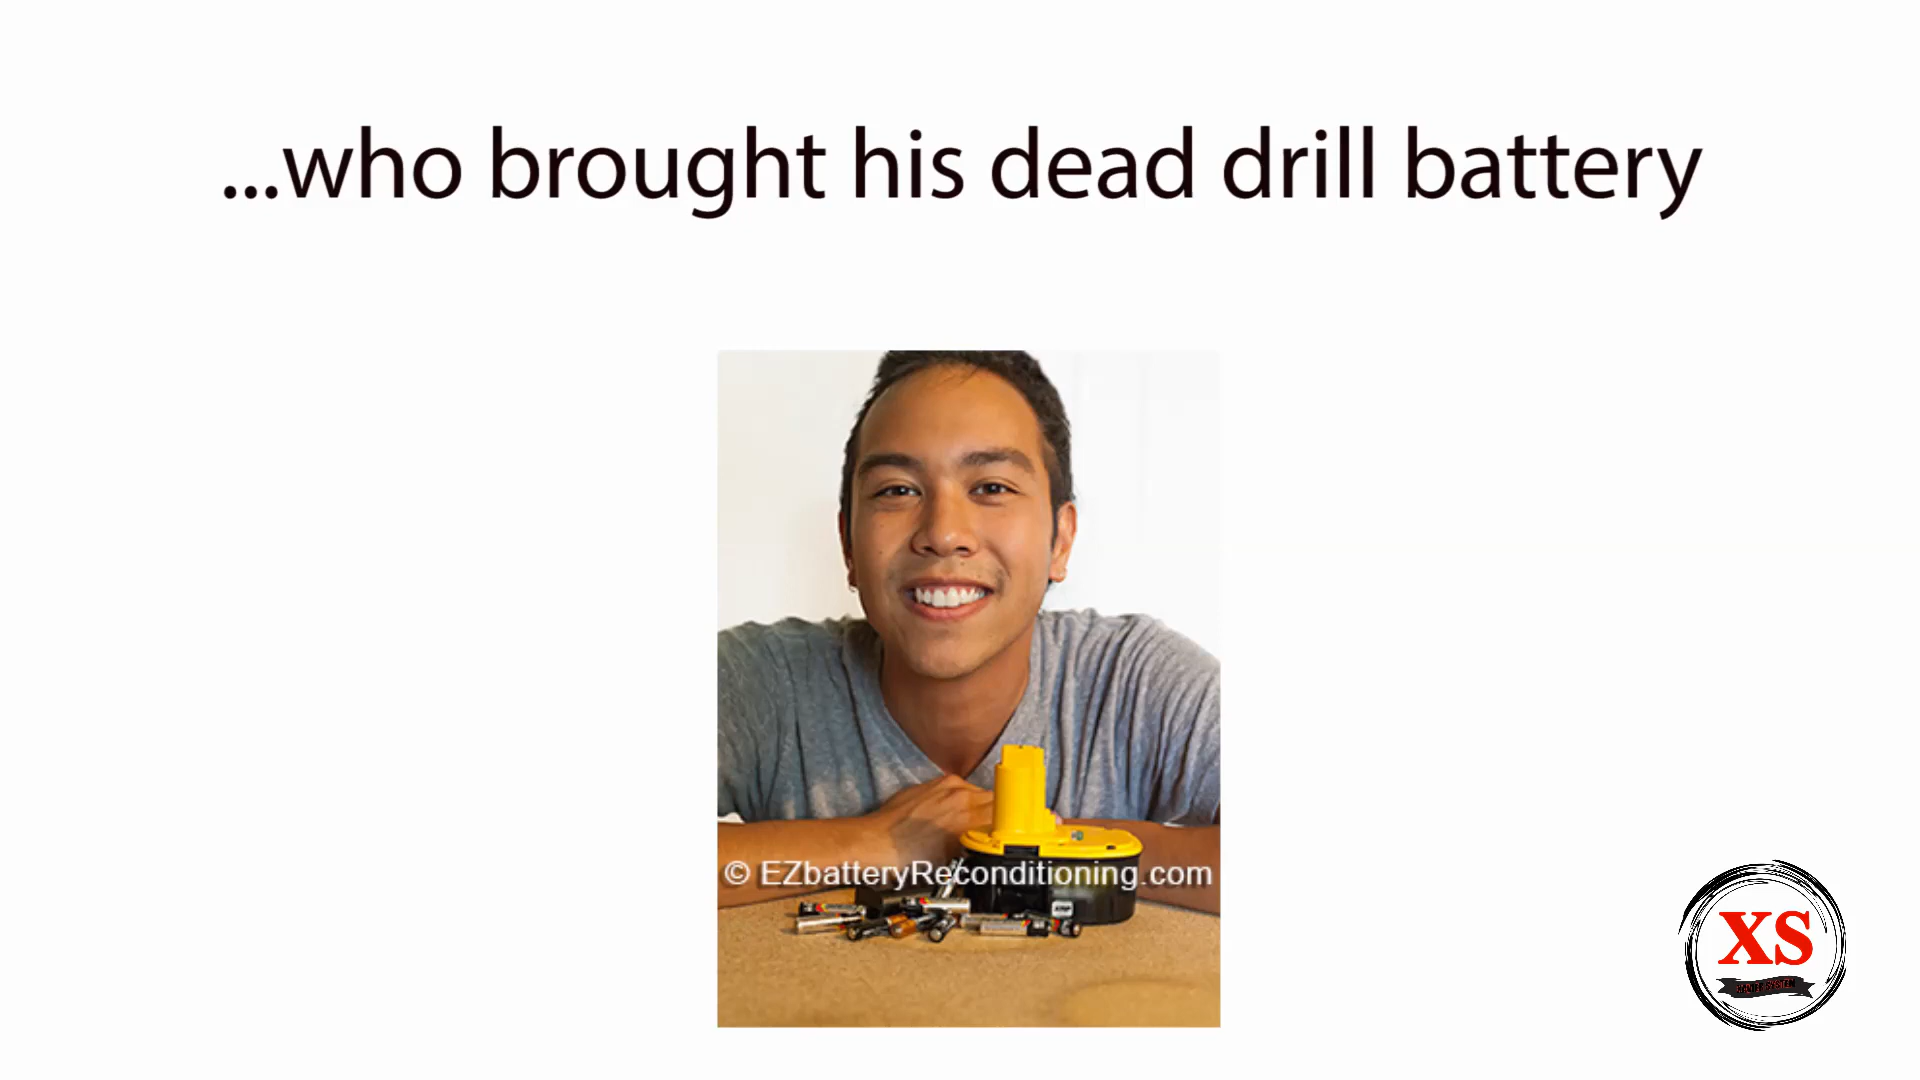 ...who brought his dead drill battery
© EZbatteryReconditioning.com
XS